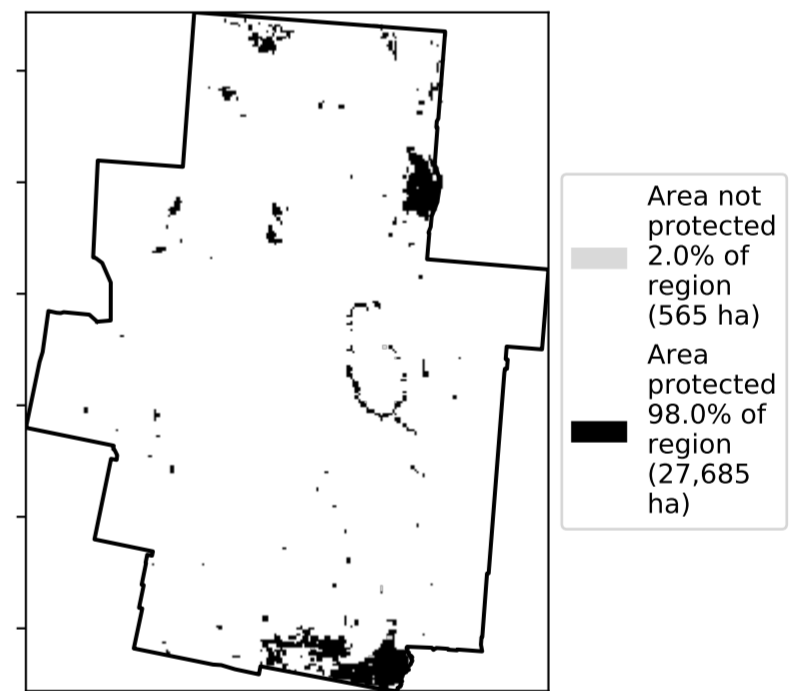 Area not
protected
2.0% of
region
(565 ha)
Area
protected
98.0% of
region
(27,685
ha)